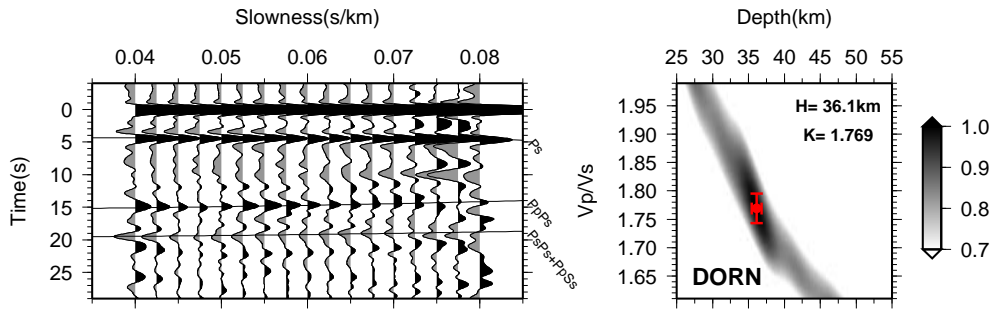 Slowness(s/km)
0.04 0.05 0.06 0.07 0.08
Time(s)
0
5
10
15
20
25
Ps
PpPs
PsPs+PpSs
Depth(km)
25 30 35 40 45 50 55
Vp/Vs
1.95
1.90
1.85
1.80
1.75
1.70
1.65
H= 36.1km
K= 1.769
DORN
1.0
0.9
0.8
0.7